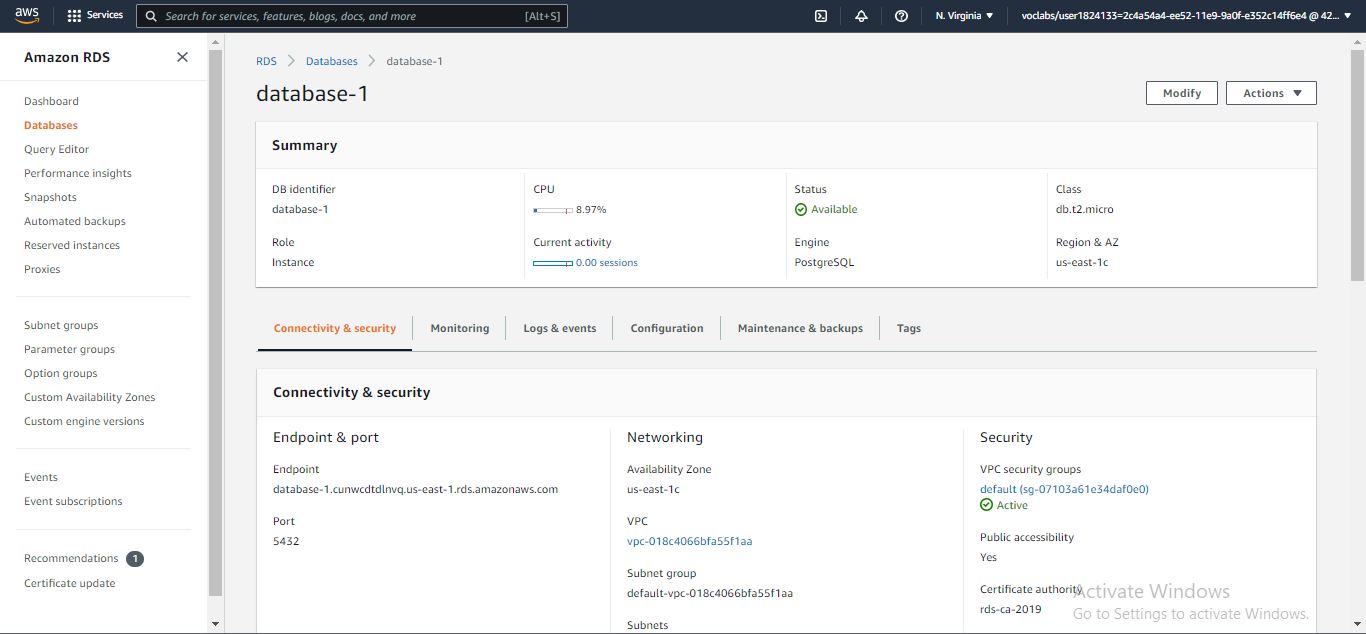 aws Services Search for services, features, blogs, docs, and more [Alt+S] N. Virginia voclabs/user1824133=2c4a54a4-ee52-11e9-9a0f-e352c14ff6e4 @ 42...
Amazon RDS
Dashboard
Databases
Query Editor
Performance insights
Snapshots
Automated backups
Reserved instances
Proxies
Subnet groups
Parameter groups
Option groups
Custom Availability Zones
Custom engine versions
Events
Event subscriptions
Recommendations 1
Certificate update
RDS Databases database-1
database-1
Modify Actions
Summary
DB identifier
database-1
Role
Instance
CPU
8.97%
Current activity
0.00 sessions
Status
Available
Engine
PostgreSQL
Class
db.t2.micro
Region & AZ
us-east-1c
Connectivity & security Monitoring Logs & events Configuration Maintenance & backups Tags
Connectivity & security
Endpoint & port
Endpoint
database-1.cunwcdtdlnvq.us-east-1.rds.amazonaws.com
Port
5432
Networking
Availability Zone
us-east-1c
VPC
vpc-018c4066bfa55f1aa
Subnet group
default-vpc-018c4066bfa55f1aa
Subnets
Security
VPC security groups
default (sg-07103a61e34daf0e0)
Active
Public accessibility
Yes
Certificate authority
rds-ca-2019
Activate Windows
Go to Settings to activate Windows.